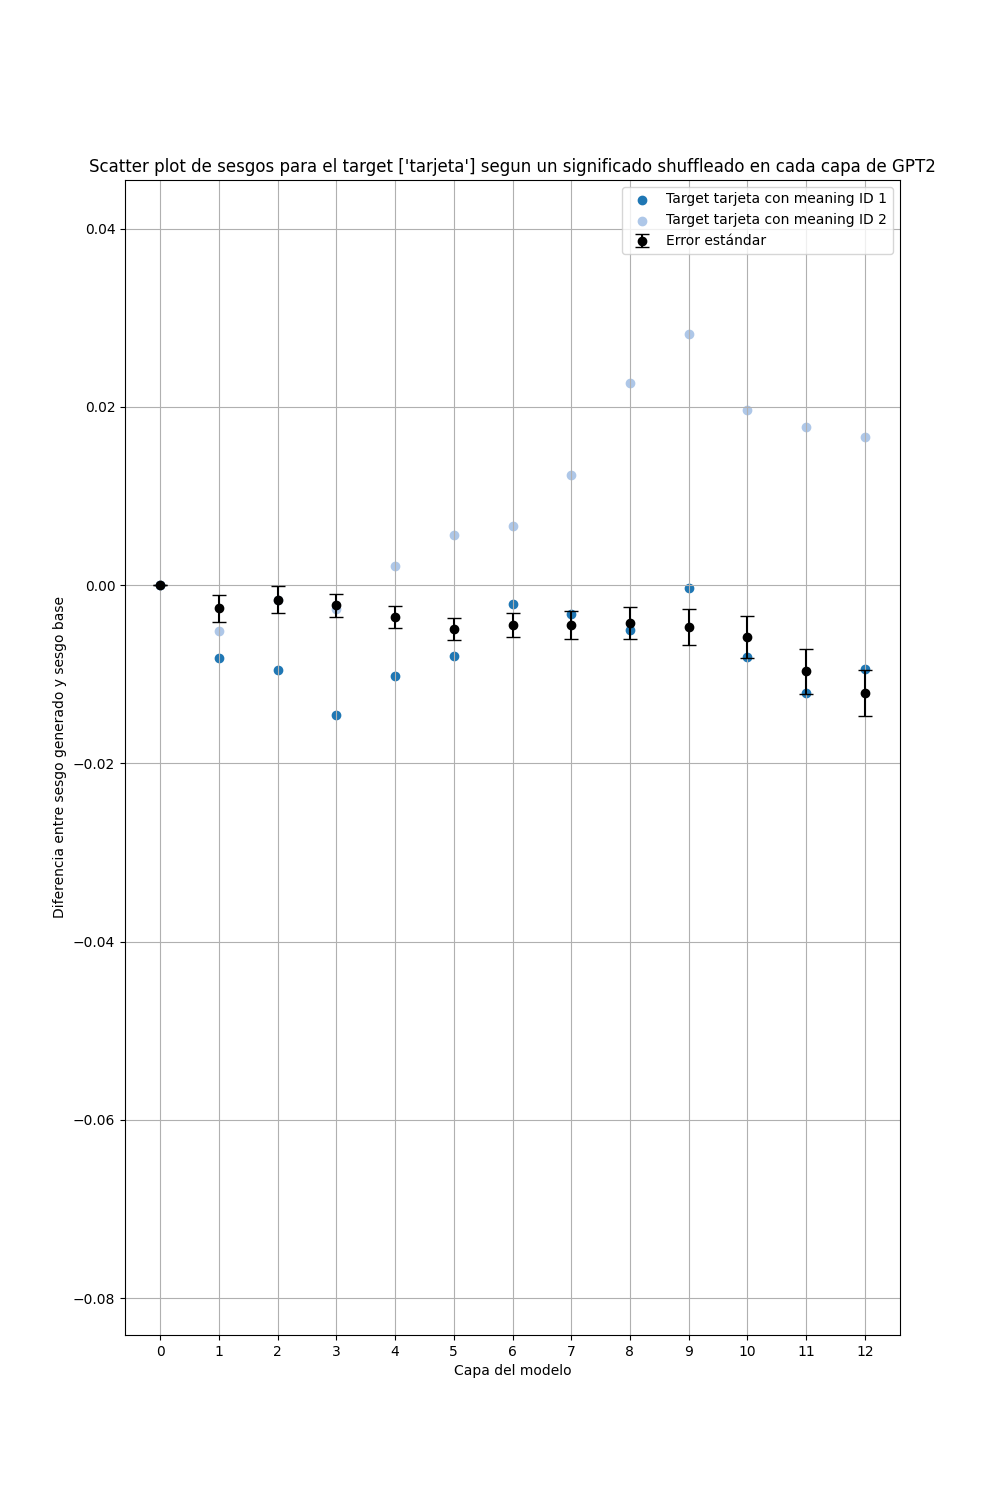 Scatter plot de sesgos para el target ['tarjeta'] segun un significado shuffleado en cada capa de GPT2
Target tarjeta con meaning ID 1
Target tarjeta con meaning ID 2
Error estándar
0.04
0.02
0.00
−0.02
−0.04
−0.06
−0.08
Diferencia entre sesgo generado y sesgo base
0 1 2 3 4 5 6 7 8 9 10 11 12
Capa del modelo